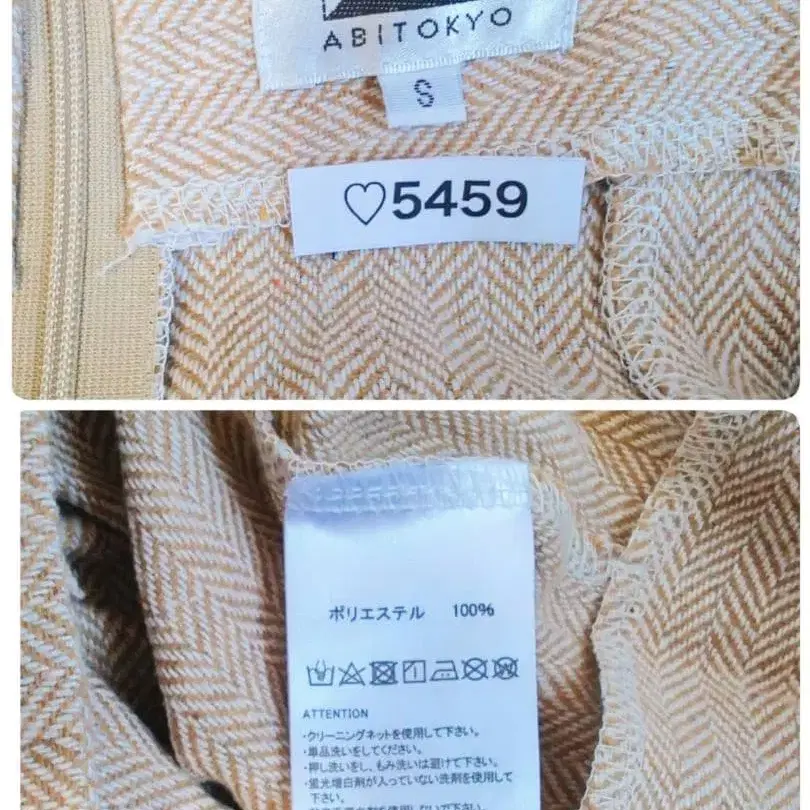 ABITOKYO
S
♡5459
ポリエステル 100%
ATTENTION
・クリーニングネットを使用して下さい。
・単品洗いをしてください。
・押し洗いをし、もみ洗いは避けて下さい。
・蛍光増白剤が入っていない洗剤を使用して
下さい。